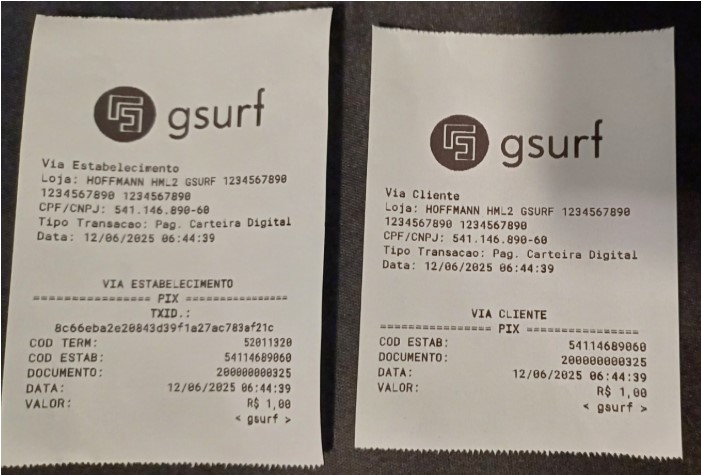 gsurf
Via Estabelecimento
Loja: HOFFMANN HML2 GSURF 1234567890
1234567890 1234567890
CPF/CNPJ: 541.146.890-60
Tipo Transacao: Pag. Carteira Digital
Data: 12/06/2025 06:44:39
VIA ESTABELECIMENTO
================ PIX ================
TXID.:
8c66eba2e20843d39f1a27ac783af21c
COD TERM: 52011320
COD ESTAB: 54114689060
DOCUMENTO: 200000000325
DATA: 12/06/2025 06:44:39
VALOR: R$ 1,00
< gsurf >
gsurf
Via Cliente
Loja: HOFFMANN HML2 GSURF 1234567890
1234567890 1234567890
CPF/CNPJ: 541.146.890-60
Tipo Transacao: Pag. Carteira Digital
Data: 12/06/2025 06:44:39
VIA CLIENTE
================ PIX ================
COD ESTAB: 54114689060
DOCUMENTO: 200000000325
DATA: 12/06/2025 06:44:39
VALOR: R$ 1,00
< gsurf >